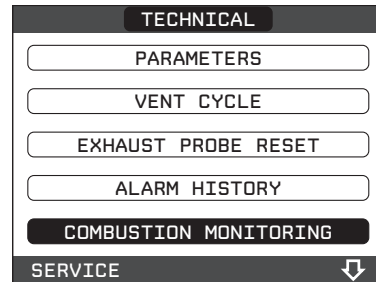 TECHNICAL
PARAMETERS
VENT CYCLE
EXHAUST PROBE RESET
ALARM HISTORY
COMBUSTION MONITORING
SERVICE